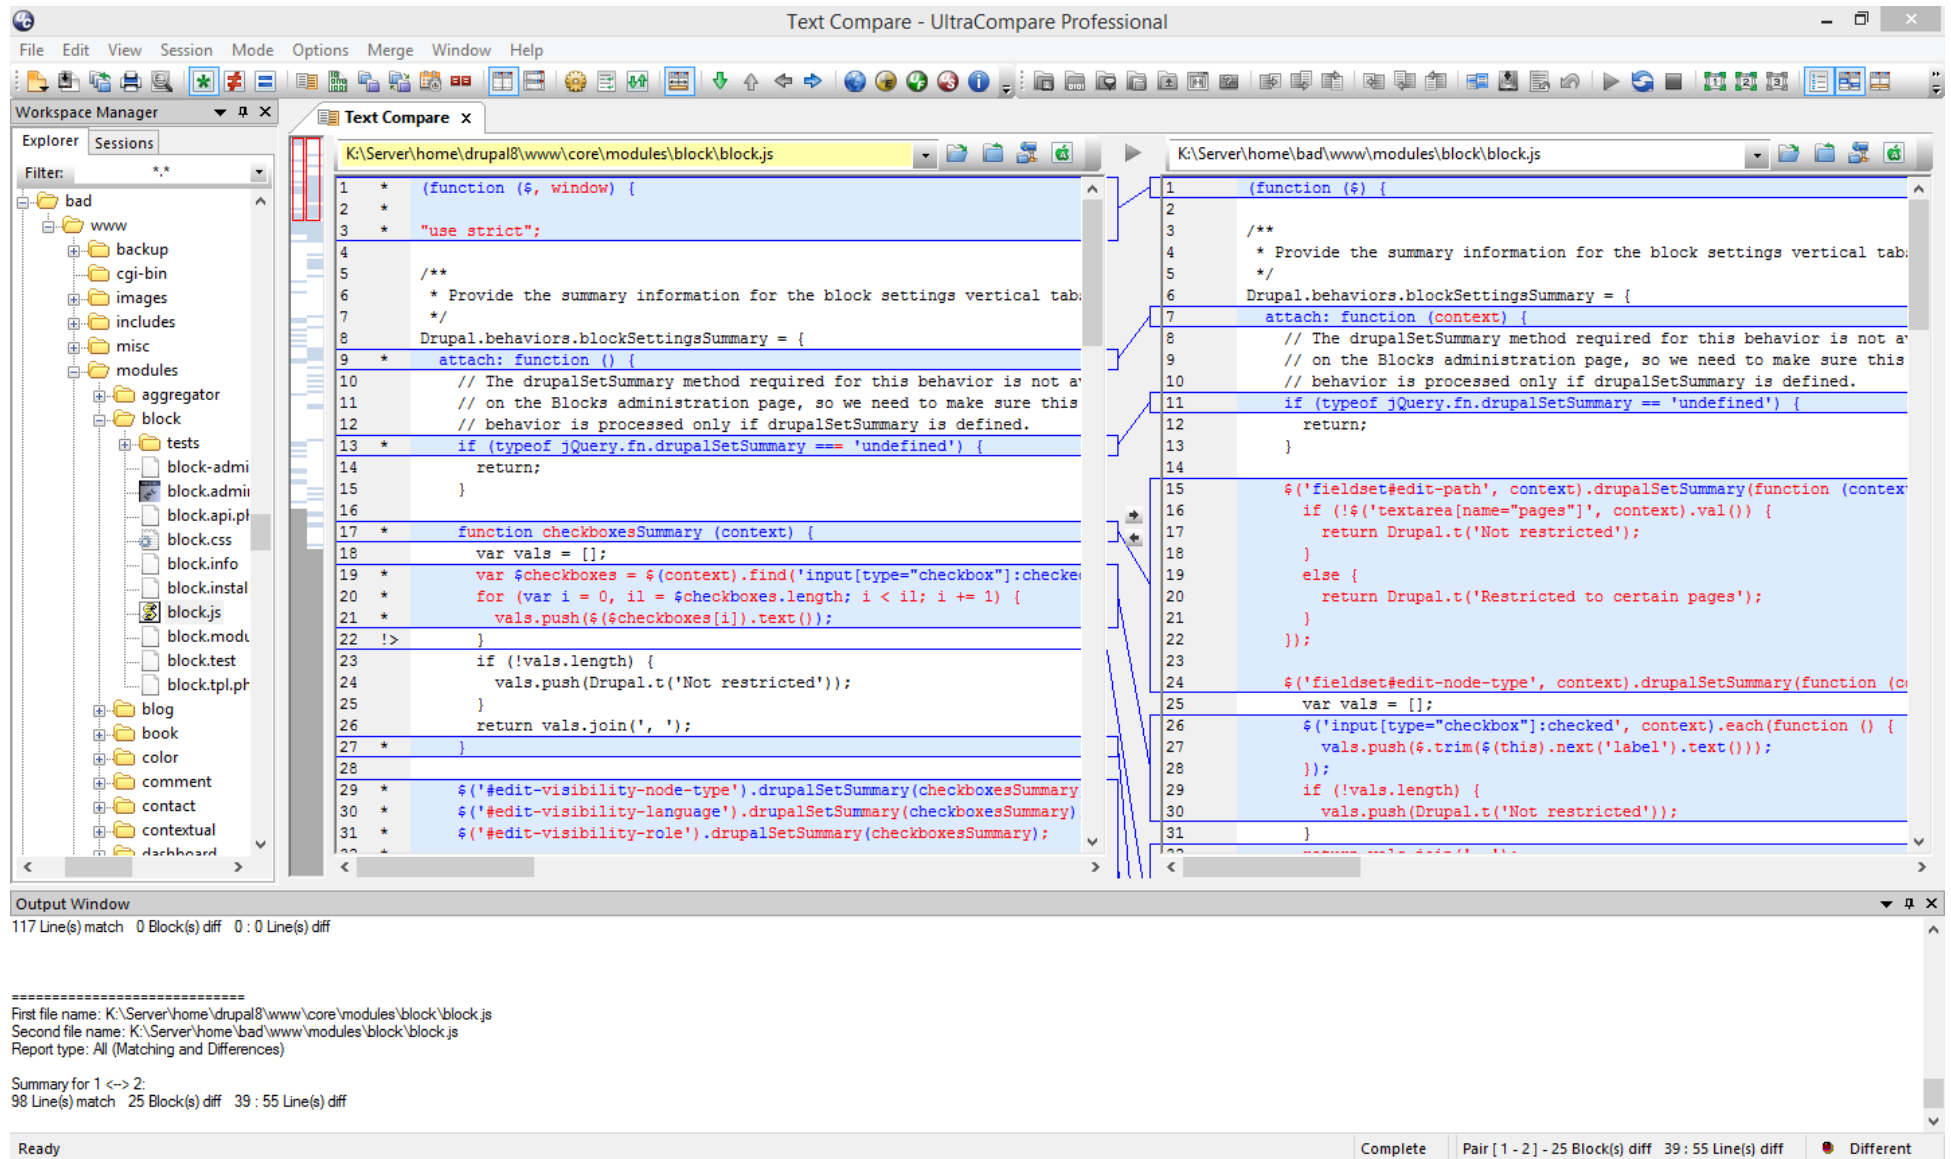 Text Compare - UltraCompare Professional
File Edit View Session Mode Options Merge Window Help
Workspace Manager
Explorer Sessions
Filter: *.*
bad
www
backup
cgi-bin
images
includes
misc
modules
aggregator
block
tests
block-admi
block.admi
block.api.ph
block.css
block.info
block.instal
block.js
block.modu
block.test
block.tpl.ph
blog
book
color
comment
contact
contextual
dashboard
Text Compare x
K:\Server\home\drupal8\www\core\modules\block\block.js
1 * (function ($, window) {
2 *
3 * "use strict";
4
5 /**
6 * Provide the summary information for the block settings vertical tab
7 */
8 Drupal.behaviors.blockSettingsSummary = {
9 * attach: function () {
10 // The drupalSetSummary method required for this behavior is not a
11 // on the Blocks administration page, so we need to make sure this
12 // behavior is processed only if drupalSetSummary is defined.
13 * if (typeof jQuery.fn.drupalSetSummary === 'undefined') {
14 return;
15 }
16
17 * function checkboxesSummary (context) {
18 var vals = [];
19 * var $checkboxes = $(context).find('input[type="checkbox"]:checke
20 * for (var i = 0, il = $checkboxes.length; i < il; i += 1) {
21 * vals.push($($checkboxes[i]).text());
22 !> }
23 if (!vals.length) {
24 vals.push(Drupal.t('Not restricted'));
25 }
26 return vals.join(', ');
27 * }
28
29 * $('#edit-visibility-node-type').drupalSetSummary(checkboxesSummary
30 * $('#edit-visibility-language').drupalSetSummary(checkboxesSummary)
31 * $('#edit-visibility-role').drupalSetSummary(checkboxesSummary);
K:\Server\home\bad\www\modules\block\block.js
1 (function ($) {
2
3 /**
4 * Provide the summary information for the block settings vertical tab
5 */
6 Drupal.behaviors.blockSettingsSummary = {
7 attach: function (context) {
8 // The drupalSetSummary method required for this behavior is not a
9 // on the Blocks administration page, so we need to make sure this
10 // behavior is processed only if drupalSetSummary is defined.
11 if (typeof jQuery.fn.drupalSetSummary == 'undefined') {
12 return;
13 }
14
15 $('fieldset#edit-path', context).drupalSetSummary(function (contex
16 if (!$('textarea[name="pages"]', context).val()) {
17 return Drupal.t('Not restricted');
18 }
19 else {
20 return Drupal.t('Restricted to certain pages');
21 }
22 });
23
24 $('fieldset#edit-node-type', context).drupalSetSummary(function (c
25 var vals = [];
26 $('input[type="checkbox"]:checked', context).each(function () {
27 vals.push($.trim($(this).next('label').text()));
28 });
29 if (!vals.length) {
30 vals.push(Drupal.t('Not restricted'));
31 }
Output Window
117 Line(s) match 0 Block(s) diff 0 : 0 Line(s) diff
=============================
First file name: K:\Server\home\drupal8\www\core\modules\block\block.js
Second file name: K:\Server\home\bad\www\modules\block\block.js
Report type: All (Matching and Differences)
Summary for 1 <--> 2:
98 Line(s) match 25 Block(s) diff 39 : 55 Line(s) diff
Ready
Complete Pair [ 1 - 2 ] - 25 Block(s) diff 39 : 55 Line(s) diff Different